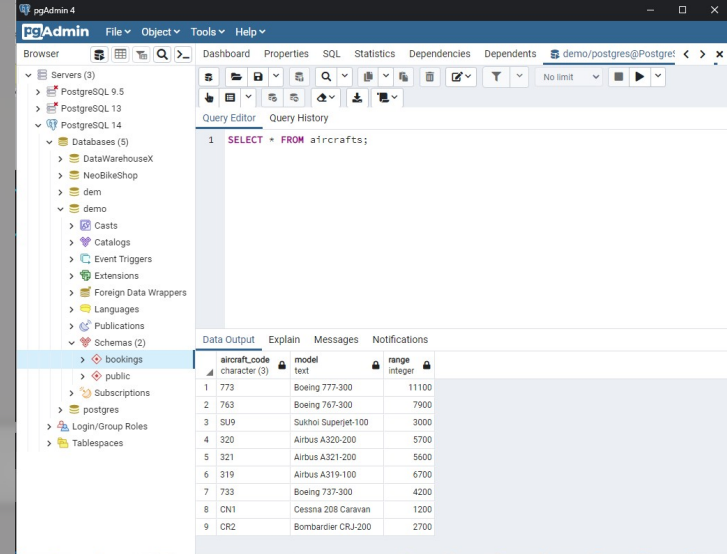 pgAdmin 4
pgAdmin File Object Tools Help
Browser Dashboard Properties SQL Statistics Dependencies Dependents demo/postgres@PostgreS
No limit
Query Editor Query History
1 SELECT * FROM aircrafts;
Servers (3)
PostgreSQL 9.5
PostgreSQL 13
PostgreSQL 14
Databases (5)
DataWarehouseX
NeoBikeShop
dem
demo
Casts
Catalogs
Event Triggers
Extensions
Foreign Data Wrappers
Languages
Publications
Schemas (2)
bookings
public
Subscriptions
postgres
Login/Group Roles
Tablespaces
Data Output Explain Messages Notifications
aircraft_code model range
character (3) text integer
1 773 Boeing 777-300 11100
2 763 Boeing 767-300 7900
3 SU9 Sukhoi Superjet-100 3000
4 320 Airbus A320-200 5700
5 321 Airbus A321-200 5600
6 319 Airbus A319-100 6700
7 733 Boeing 737-300 4200
8 CN1 Cessna 208 Caravan 1200
9 CR2 Bombardier CRJ-200 2700